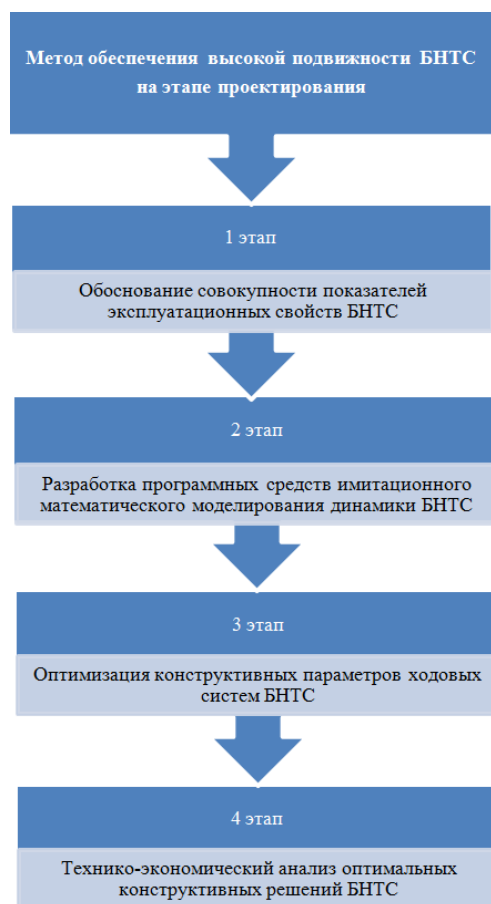 Метод обеспечения высокой подвижности БНТС
на этапе проектирования
1 этап
Обоснование совокупности показателей
эксплуатационных свойств БНТС
2 этап
Разработка программных средств имитационного
математического моделирования динамики БНТС
3 этап
Оптимизация конструктивных параметров ходовых
систем БНТС
4 этап
Технико-экономический анализ оптимальных
конструктивных решений БНТС